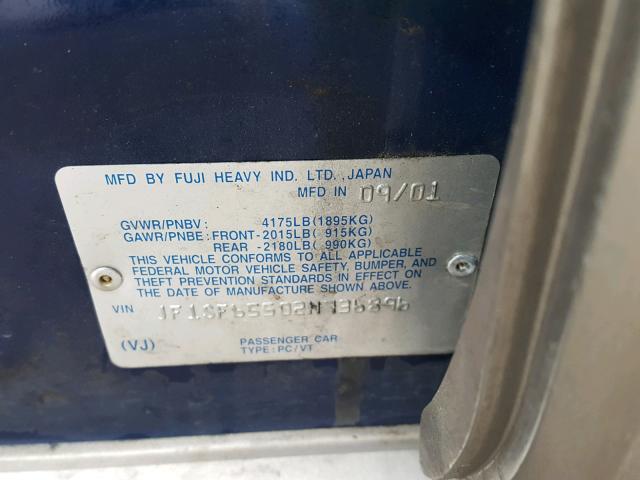 MFD BY FUJI HEAVY IND. LTD., JAPAN
MFD IN 09/01
GVWR/PNBV : 4175LB(1895KG)
GAWR/PNBE : FRONT-2015LB( 915KG)
REAR -2180LB( 990KG)
THIS VEHICLE CONFORMS TO ALL APPLICABLE
FEDERAL MOTOR VEHICLE SAFETY, BUMPER, AND
THEFT PREVENTION STANDARDS IN EFFECT ON
THE DATE OF MANUFACTURE SHOWN ABOVE.
VIN
(VJ)
PASSENGER CAR
TYPE : PC/VT